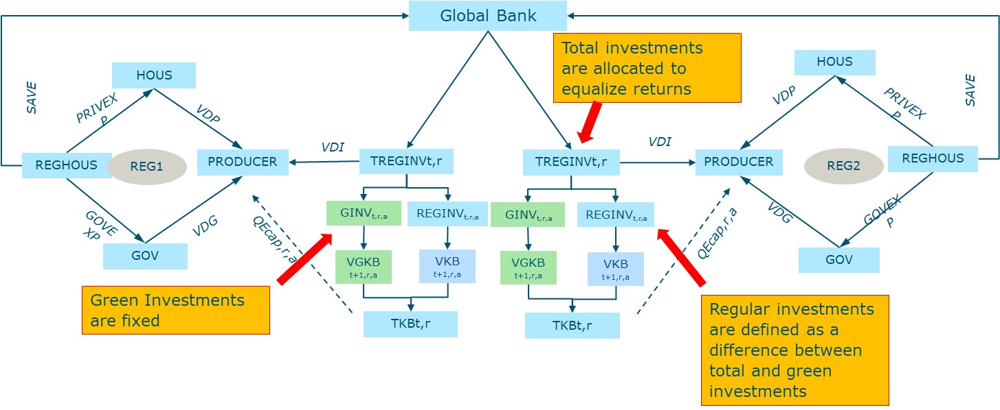 Global Bank
Total investments
are allocated to
equalize returns
HOUS
HOUS
SAVE
PRIVEX
P
VDP
VDP
PRIVEX
P
SAVE
REGHOUS
REG1
PRODUCER
VDI
TREGINVt,r
TREGINVt,r
VDI
PRODUCER
REG2
REGHOUS
GOVE
XP
VDG
QEcap,r,a
GINVt,r,a
REGINVt,r,a
GINVt,r,a
REGINVt,r,a
QEcap,r,a
VDG
GOVEX
P
GOV
GOV
VGKB
t+1,r,a
VKB
t+1,r,a
VGKB
t+1,r,a
VKB
t+1,r,a
Green Investments
are fixed
TKBt,r
TKBt,r
Regular investments
are defined as a
difference between
total and green
investments